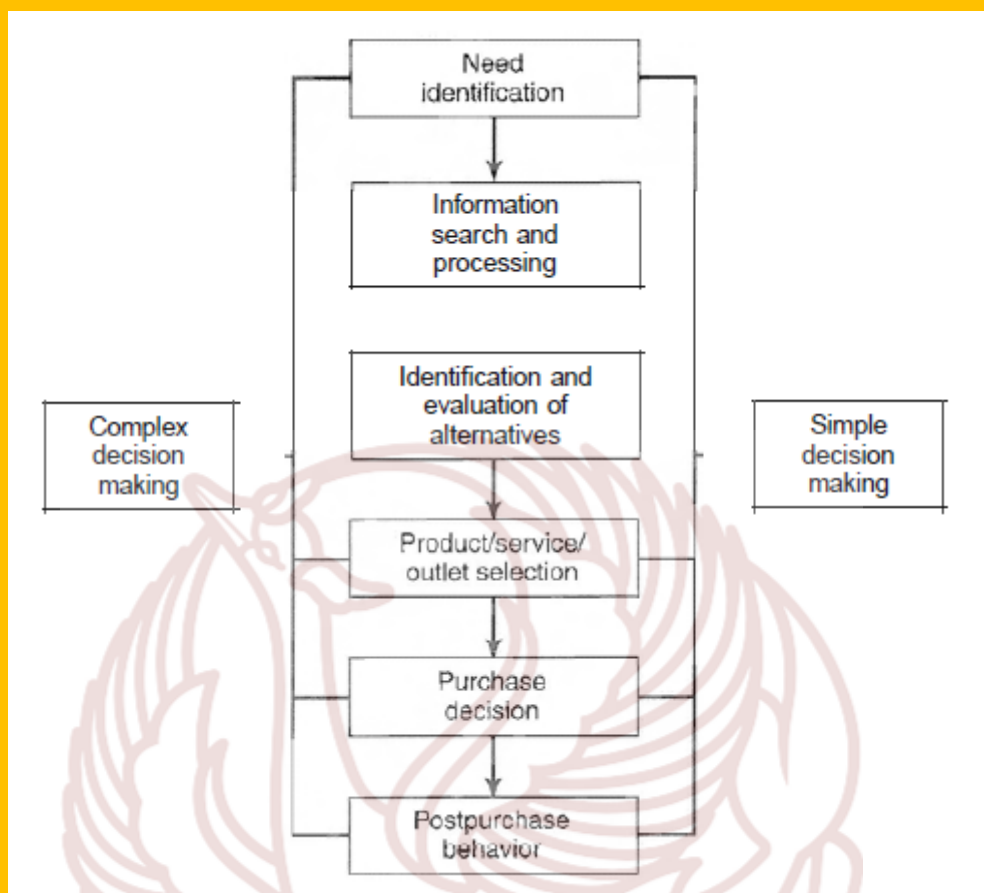 Need
identification
Information
search and
processing
Identification and
evaluation of
alternatives
Complex
decision
making
Simple
decision
making
Product/service/
outlet selection
Purchase
decision
Postpurchase
behavior